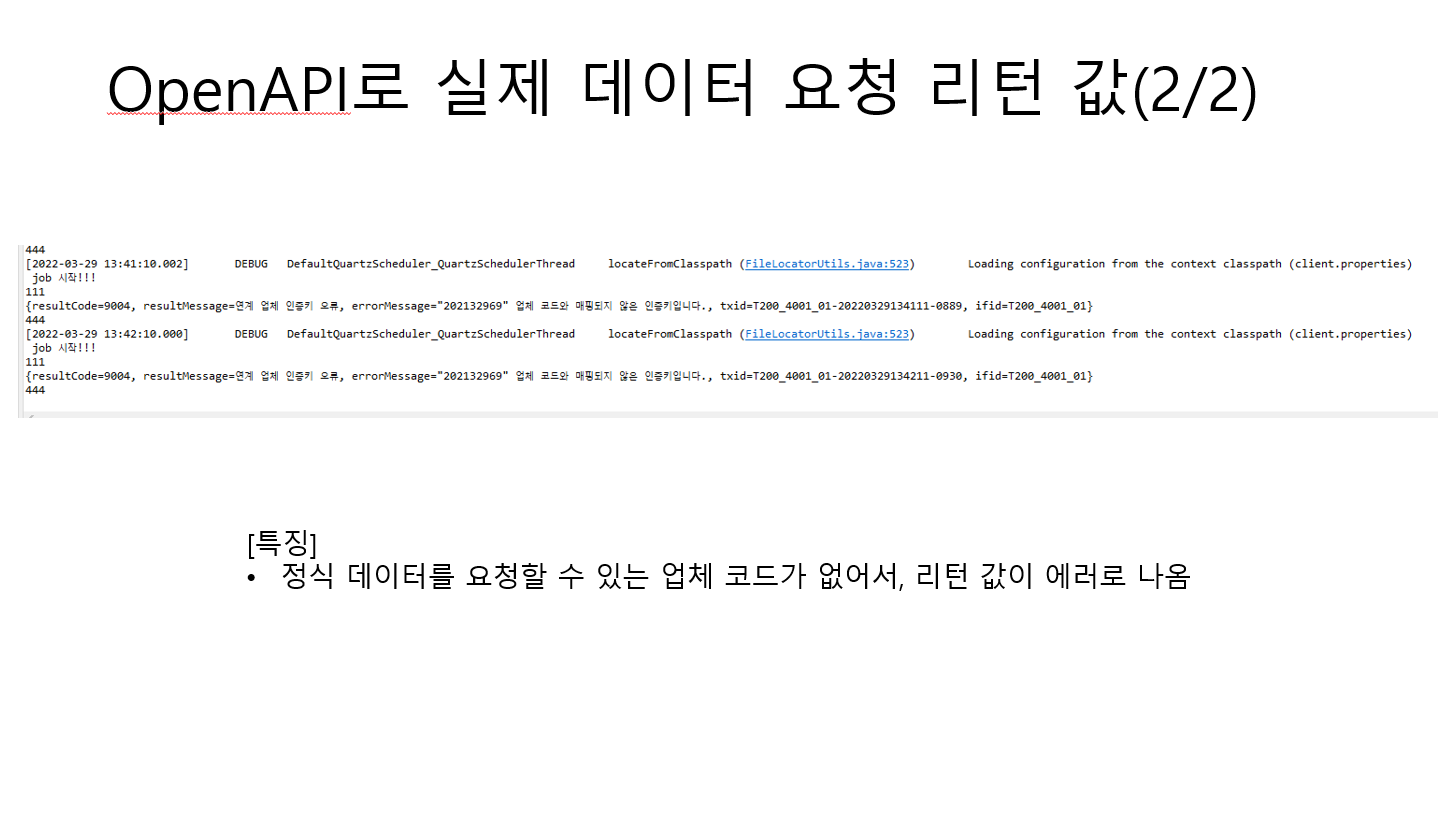 OpenAPI로 실제 데이터 요청 리턴 값(2/2)
444
[2022-03-29 13:41:10.002] DEBUG DefaultQuartzScheduler_QuartzSchedulerThread locateFromClasspath (FileLocatorUtils.java:523) Loading configuration from the context classpath (client.properties)
job 시작!!!
111
{resultCode=9004, resultMessage=연계 업체 인증키 오류, errorMessage="202132969" 업체 코드와 매핑되지 않은 인증키입니다., txid=T200_4001_01-20220329134111-0889, ifid=T200_4001_01}
444
[2022-03-29 13:42:10.000] DEBUG DefaultQuartzScheduler_QuartzSchedulerThread locateFromClasspath (FileLocatorUtils.java:523) Loading configuration from the context classpath (client.properties)
job 시작!!!
111
{resultCode=9004, resultMessage=연계 업체 인증키 오류, errorMessage="202132969" 업체 코드와 매핑되지 않은 인증키입니다., txid=T200_4001_01-20220329134211-0930, ifid=T200_4001_01}
444
[특징]
• 정식 데이터를 요청할 수 있는 업체 코드가 없어서, 리턴 값이 에러로 나옴